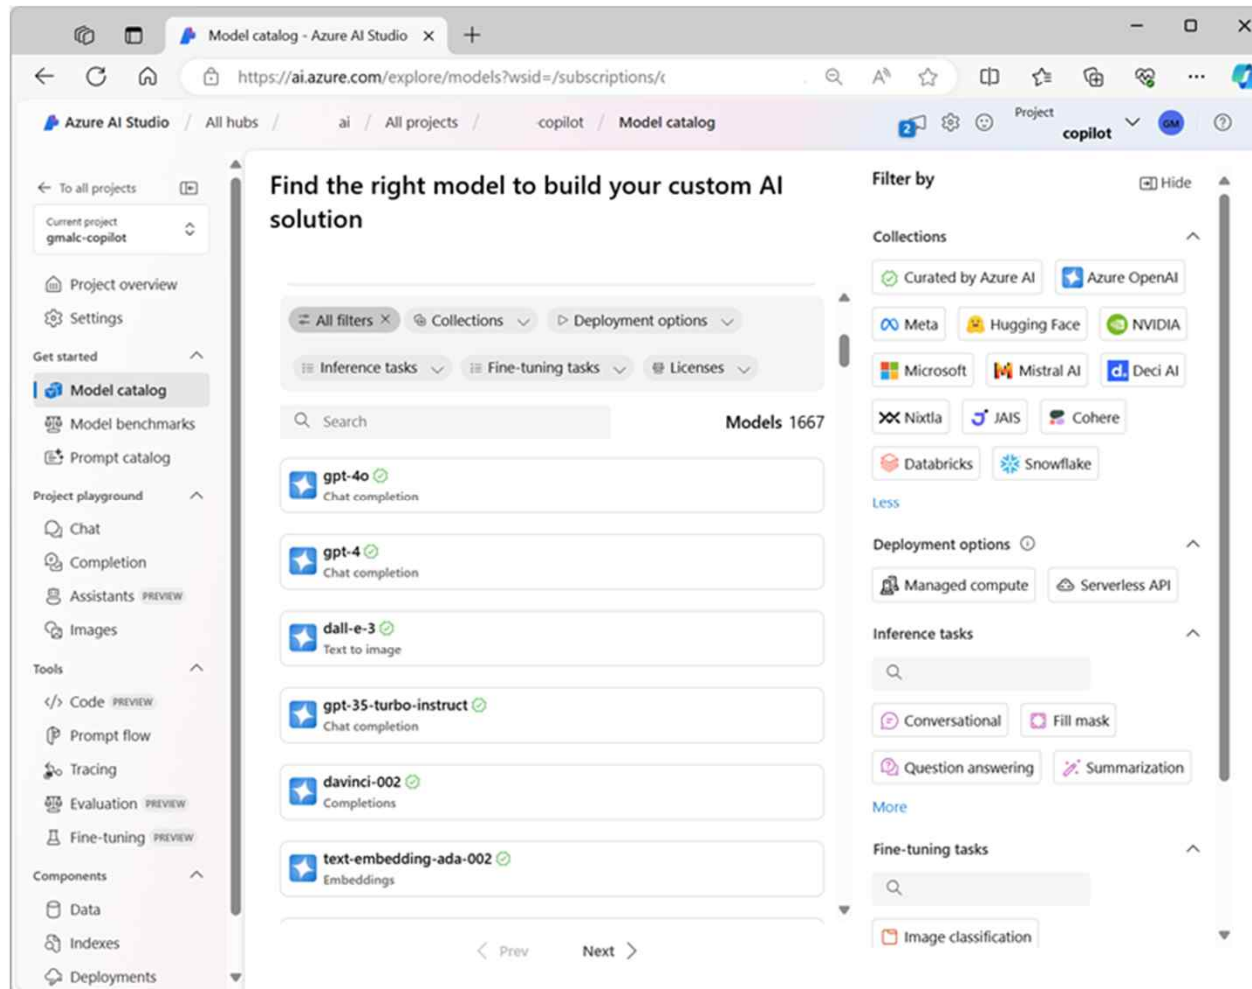 Model catalog - Azure AI Studio
https://ai.azure.com/explore/models?wsid=/subscriptions/
Azure AI Studio / All hubs / ai / All projects / -copilot / Model catalog
2
Project
copilot
GM
To all projects
Current project
gmalc-copilot
Project overview
Settings
Get started
Model catalog
Model benchmarks
Prompt catalog
Project playground
Chat
Completion
Assistants PREVIEW
Images
Tools
Code PREVIEW
Prompt flow
Tracing
Evaluation PREVIEW
Fine-tuning PREVIEW
Components
Data
Indexes
Deployments
Find the right model to build your custom AI
solution
All filters
Collections
Deployment options
Inference tasks
Fine-tuning tasks
Licenses
Search
Models 1667
gpt-4o
Chat completion
gpt-4
Chat completion
dall-e-3
Text to image
gpt-35-turbo-instruct
Chat completion
davinci-002
Completions
text-embedding-ada-002
Embeddings
Prev
Next
Filter by
Hide
Collections
Curated by Azure AI
Azure OpenAI
Meta
Hugging Face
NVIDIA
Microsoft
Mistral AI
Deci AI
Nixtla
JAIS
Cohere
Databricks
Snowflake
Less
Deployment options
Managed compute
Serverless API
Inference tasks
Conversational
Fill mask
Question answering
Summarization
More
Fine-tuning tasks
Image classification